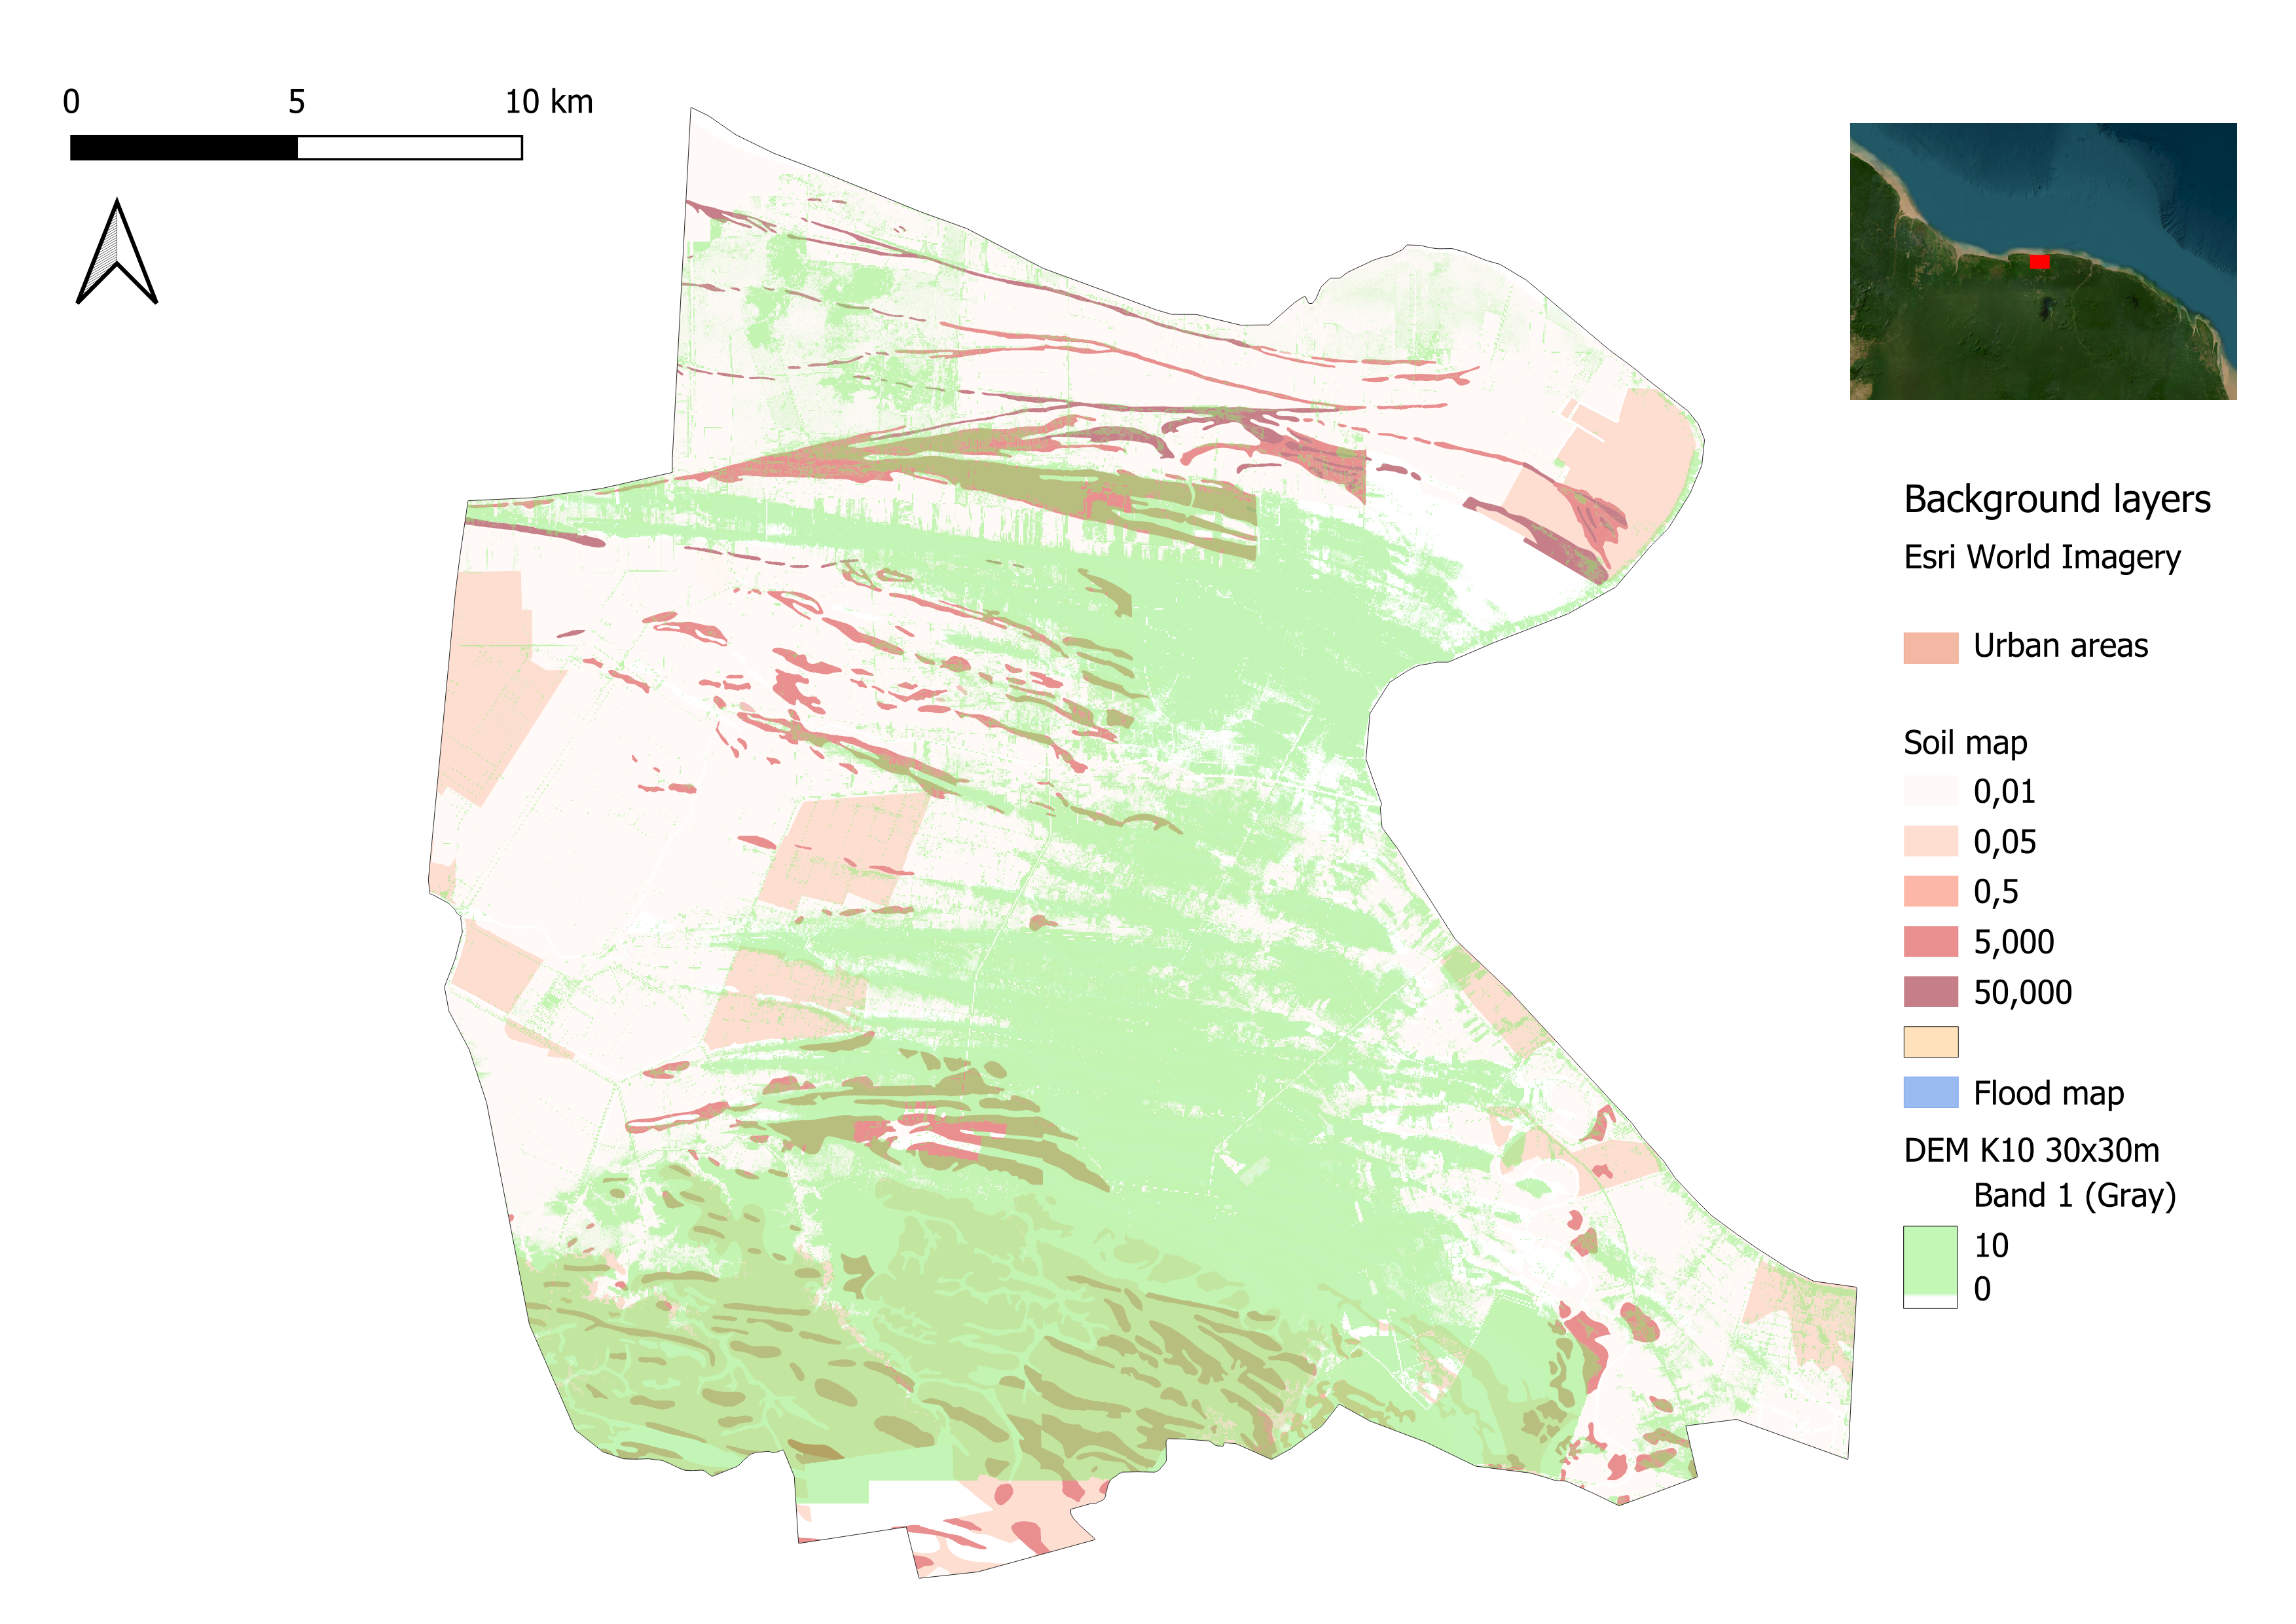 0 5 10 km
Background layers
Esri World Imagery
Urban areas
Soil map
0,01
0,05
0,5
5,000
50,000
Flood map
DEM K10 30x30m
Band 1 (Gray)
10
0